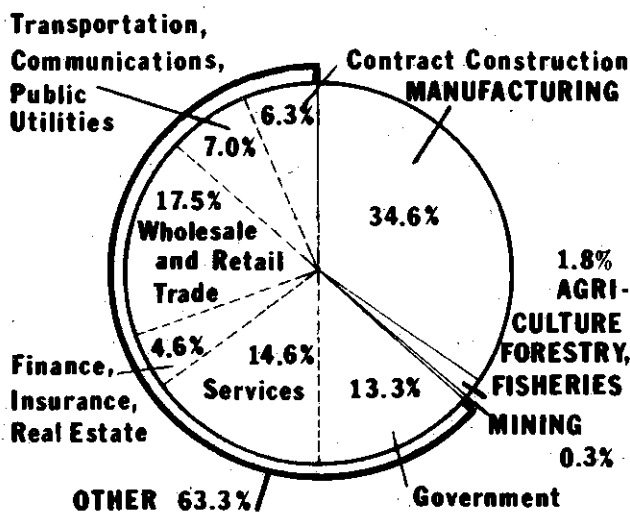 Transportation,
Communications,
Public
Utilities
7.0%
6.3%
Contract Construction
MANUFACTURING
34.6%
17.5%
Wholesale
and Retail
Trade
1.8%
AGRI-
CULTURE
FORESTRY,
FISHERIES
4.6%
Finance,
Insurance,
Real Estate
14.6%
Services
13.3%
MINING
0.3%
Government
OTHER 63.3%